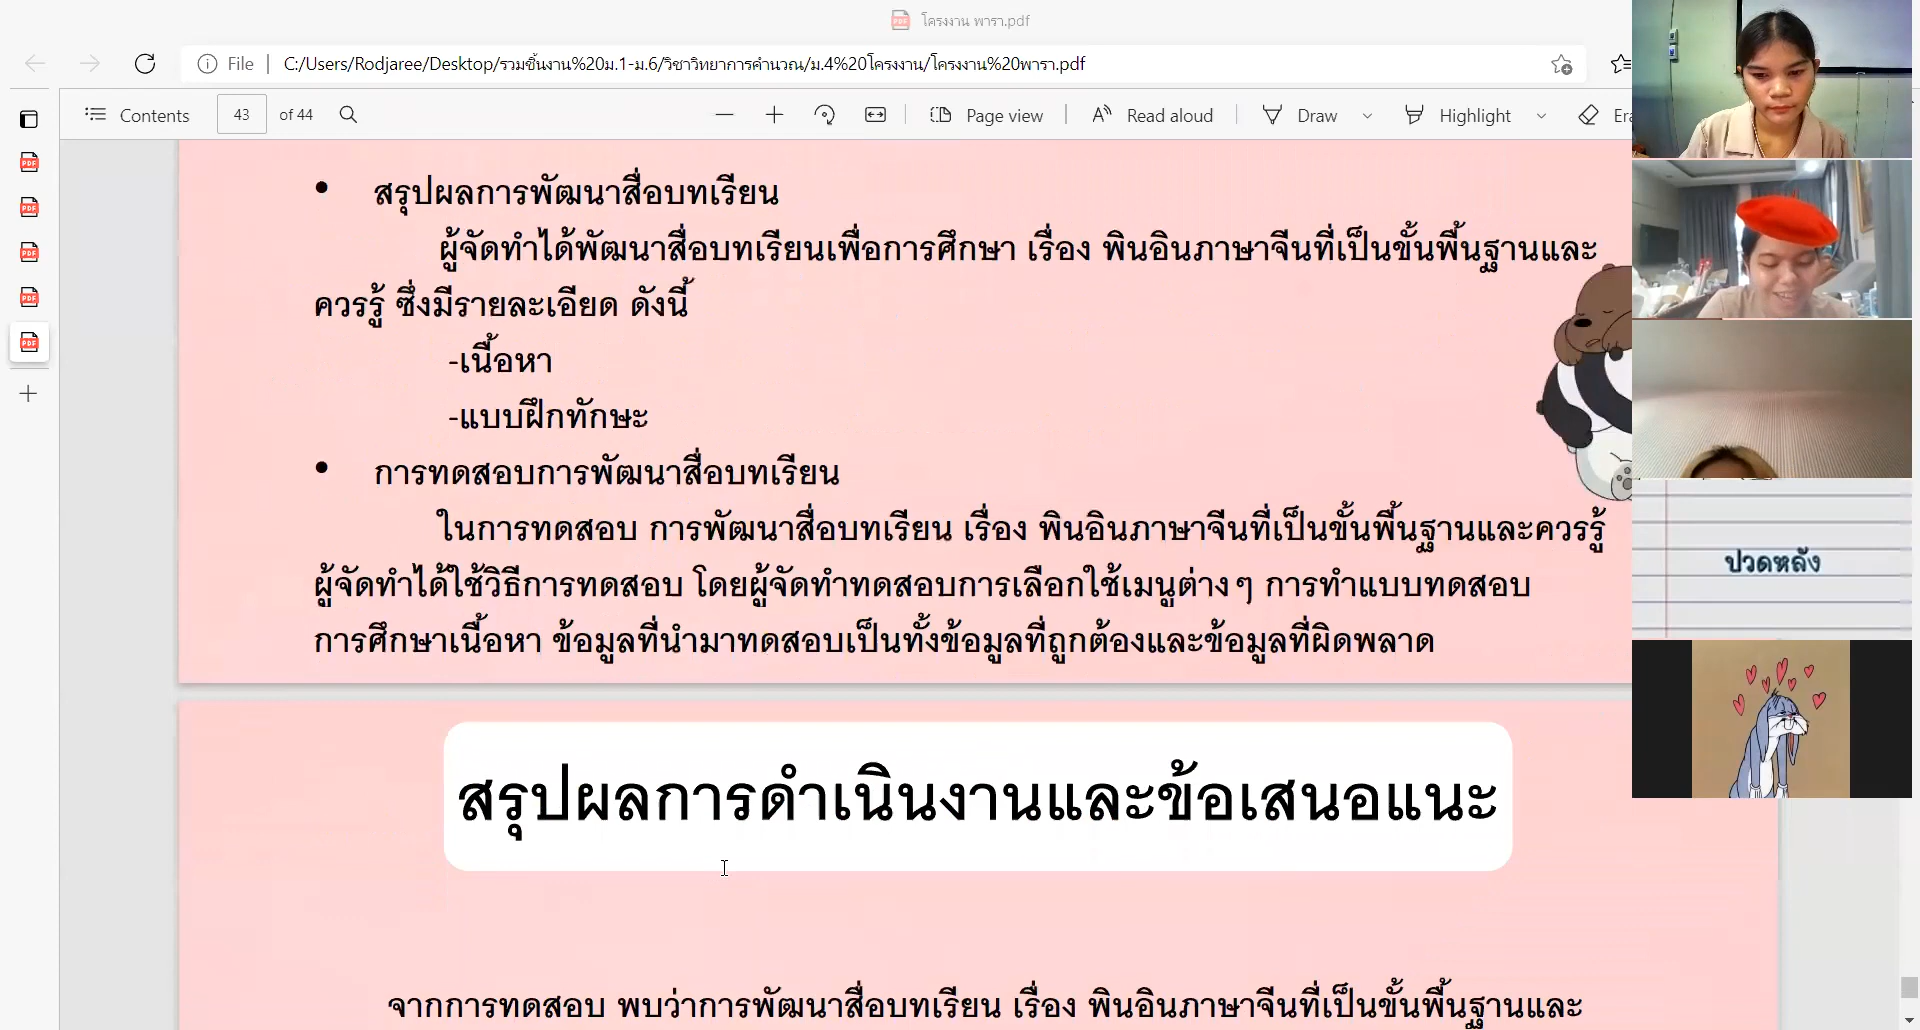 โครงงาน พารา.pdf
File
C:/Users/Rodjaree/Desktop/รวมชิ้นงาน%20ม.1-ม.6/วิชาวิทยาการคำนวณ/ม.4%20โครงงาน/โครงงาน%20พารา.pdf
Contents 43 of 44 Page view Read aloud Draw Highlight
• สรุปผลการพัฒนาสื่อบทเรียน
ผู้จัดทำได้พัฒนาสื่อบทเรียนเพื่อการศึกษา เรื่อง พินอินภาษาจีนที่เป็นขั้นพื้นฐานและ
ควรรู้ ซึ่งมีรายละเอียด ดังนี้
-เนื้อหา
-แบบฝึกทักษะ
• การทดสอบการพัฒนาสื่อบทเรียน
ในการทดสอบ การพัฒนาสื่อบทเรียน เรื่อง พินอินภาษาจีนที่เป็นขั้นพื้นฐานและควรรู้
ผู้จัดทำได้ใช้วิธีการทดสอบ โดยผู้จัดทำทดสอบการเลือกใช้เมนูต่างๆ การทำแบบทดสอบ
การศึกษาเนื้อหา ข้อมูลที่นำมาทดสอบเป็นทั้งข้อมูลที่ถูกต้องและข้อมูลที่ผิดพลาด
สรุปผลการดำเนินงานและข้อเสนอแนะ
จากการทดสอบ พบว่าการพัฒนาสื่อบทเรียน เรื่อง พินอินภาษาจีนที่เป็นขั้นพื้นฐานและ
ปวดหลัง